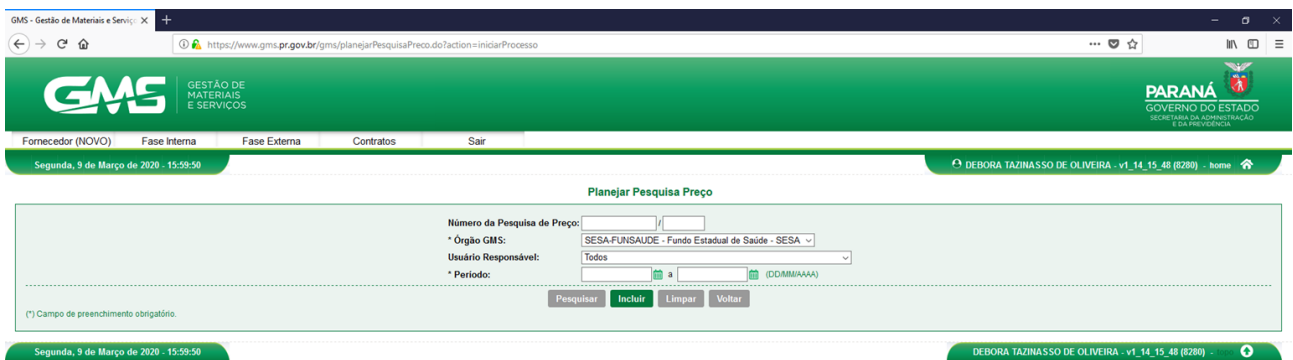 GMS - Gestão de Materiais e Serviço
https://www.gms.pr.gov.br/gms/planejarPesquisaPreco.do?action=iniciarProcesso
GMS
GESTÃO DE
MATERIAIS
E SERVIÇOS
PARANÁ
GOVERNO DO ESTADO
SECRETARIA DA ADMINISTRAÇÃO
E DA PREVIDÊNCIA
Fornecedor (NOVO) Fase Interna Fase Externa Contratos Sair
Segunda, 9 de Março de 2020 - 15:59:50 DEBORA TAZINASSO DE OLIVEIRA - v1_14_15_48 (8280) - home
Planejar Pesquisa Preço
Número da Pesquisa de Preço: /
* Órgão GMS: SESA-FUNSAUDE - Fundo Estadual de Saúde - SESA
Usuário Responsável: Todos
* Periodo: a (DD/MM/AAAA)
Pesquisar Incluir Limpar Voltar
(*) Campo de preenchimento obrigatório.
Segunda, 9 de Março de 2020 - 15:59:50 DEBORA TAZINASSO DE OLIVEIRA - v1_14_15_48 (8280) -